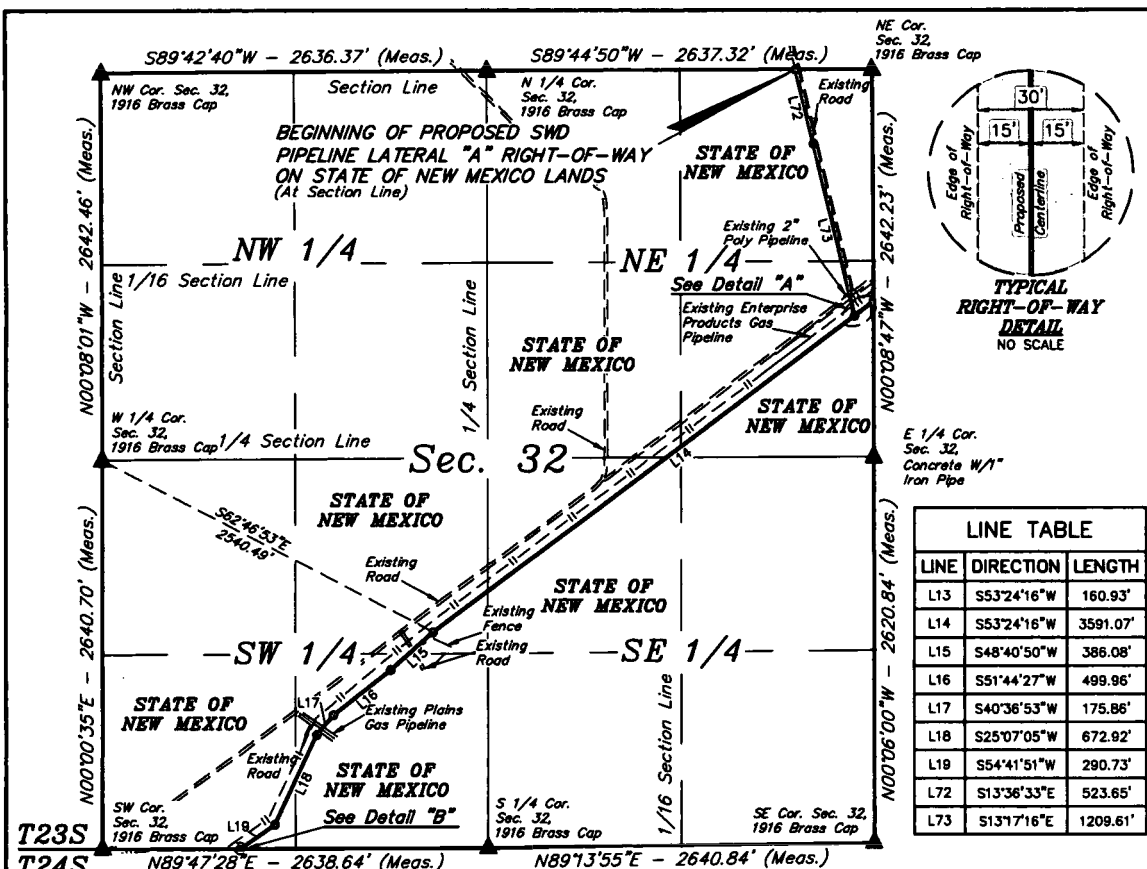 S89°42'40"W - 2636.37' (Meas.)
S89°44'50"W - 2637.32' (Meas.)
NE Cor.
Sec. 32,
1916 Brass Cap
NW Cor. Sec. 32,
1916 Brass Cap
Section Line
N 1/4 Cor.
Sec. 32,
1916 Brass Cap
L72
Existing
Road
BEGINNING OF PROPOSED SWD
PIPELINE LATERAL "A" RIGHT-OF-WAY
ON STATE OF NEW MEXICO LANDS
(At Section Line)
STATE OF
NEW MEXICO
30'
15'
15'
Edge of
Right-of-Way
Proposed
Centerline
Edge of
Right-of-Way
TYPICAL
RIGHT-OF-WAY
DETAIL
NO SCALE
N00°08'01"W - 2642.46' (Meas.)
Section Line
NW 1/4
1/16 Section Line
L73
Existing 2"
Poly Pipeline
NE 1/4
See Detail "A"
Existing Enterprise
Products Gas
Pipeline
N00°08'47"W - 2642.23' (Meas.)
STATE OF
NEW MEXICO
STATE OF
NEW MEXICO
1/4 Section Line
W 1/4 Cor.
Sec. 32,
1916 Brass Cap
1/4 Section Line
Existing
Road
Sec. 32
L14
E 1/4 Cor.
Sec. 32,
Concrete W/1"
Iron Pipe
S62°46'53"E
2540.49'
STATE OF
NEW MEXICO
Existing
Road
STATE OF
NEW MEXICO
Existing
Fence
Existing
Road
N00°00'35"E - 2640.70' (Meas.)
SW 1/4
L15
SE 1/4
L16
L17
Existing Plains
Gas Pipeline
STATE OF
NEW MEXICO
Existing
Road
L18
STATE OF
NEW MEXICO
1/16 Section Line
N00°06'00"W - 2620.84' (Meas.)
SW Cor.
Sec. 32,
1916 Brass Cap
L19
See Detail "B"
S 1/4 Cor.
Sec. 32,
1916 Brass Cap
SE Cor. Sec. 32,
1916 Brass Cap
T23S
T24S
N89°47'28"E - 2638.64' (Meas.)
N89°13'55"E - 2640.84' (Meas.)
LINE TABLE
LINE DIRECTION LENGTH
L13 S53°24'16"W 160.93'
L14 S53°24'16"W 3591.07'
L15 S48°40'50"W 386.08'
L16 S51°44'27"W 499.96'
L17 S40°36'53"W 175.86'
L18 S25°07'05"W 672.92'
L19 S54°41'51"W 290.73'
L72 S13°36'33"E 523.65'
L73 S13°17'16"E 1209.61'